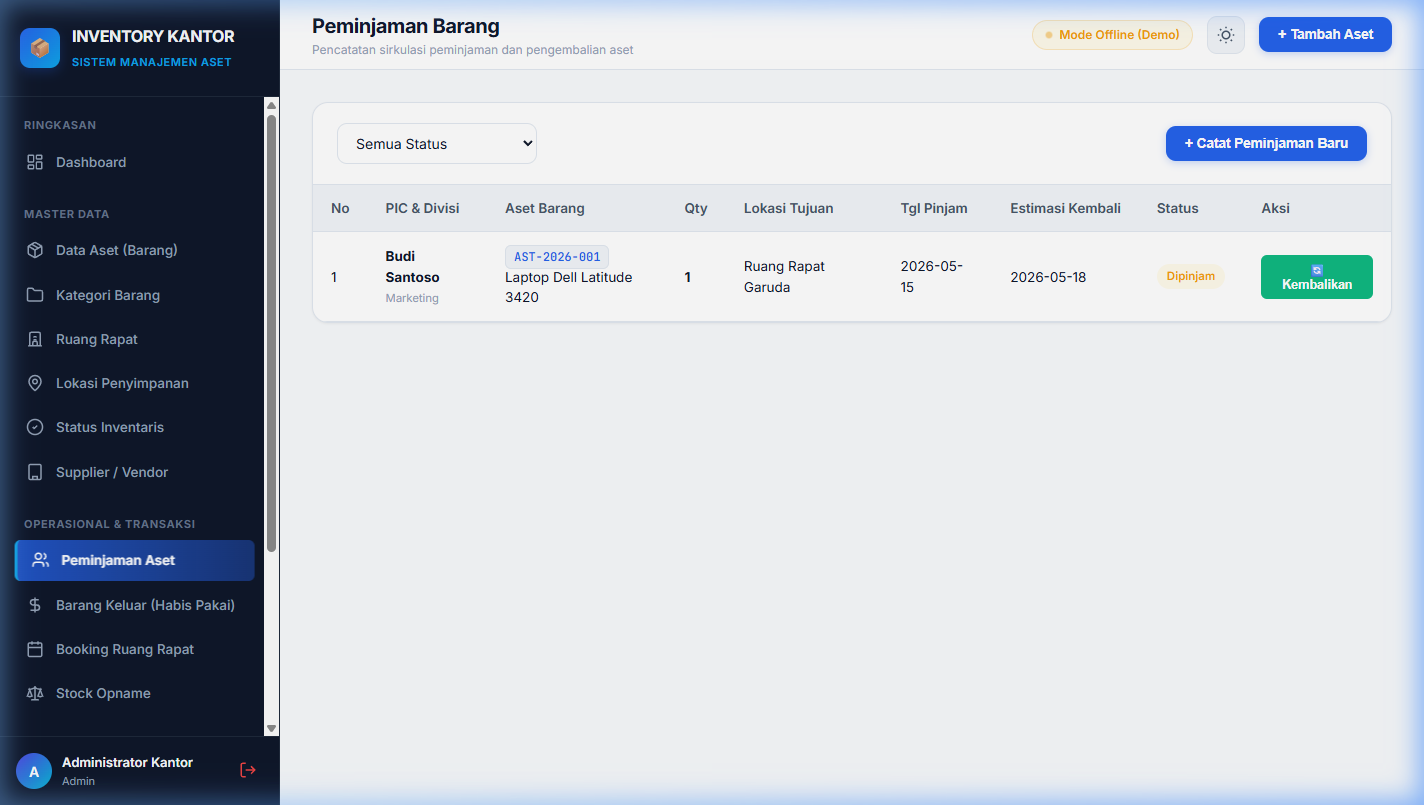 INVENTORY KANTOR
SISTEM MANAJEMEN ASET
RINGKASAN
Dashboard
MASTER DATA
Data Aset (Barang)
Kategori Barang
Ruang Rapat
Lokasi Penyimpanan
Status Inventaris
Supplier / Vendor
OPERASIONAL & TRANSAKSI
Peminjaman Aset
Barang Keluar (Habis Pakai)
Booking Ruang Rapat
Stock Opname
A
Administrator Kantor
Admin
Peminjaman Barang
Pencatatan sirkulasi peminjaman dan pengembalian aset
Mode Offline (Demo)
+ Tambah Aset
Semua Status
+ Catat Peminjaman Baru
No PIC & Divisi Aset Barang Qty Lokasi Tujuan Tgl Pinjam Estimasi Kembali Status Aksi
1
Budi
Santoso
Marketing
AST-2026-001
Laptop Dell Latitude
3420
1
Ruang Rapat
Garuda
2026-05-
15
2026-05-18
Dipinjam
Kembalikan